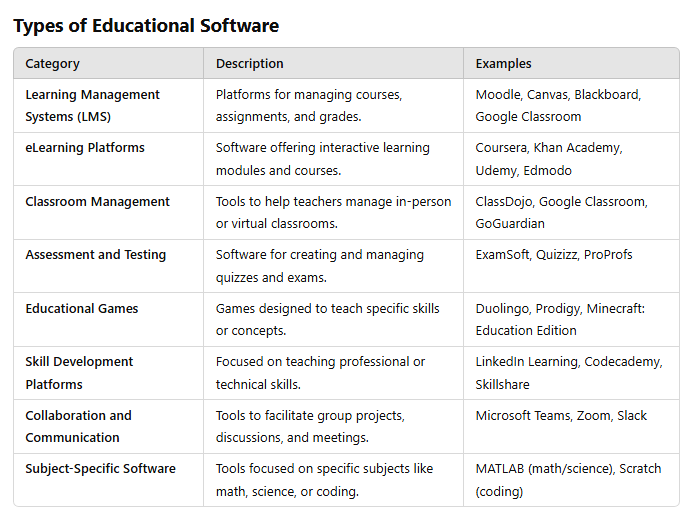 Types of Educational Software
Category Description Examples
Learning Management Systems (LMS) Platforms for managing courses, assignments, and grades. Moodle, Canvas, Blackboard, Google Classroom
eLearning Platforms Software offering interactive learning modules and courses. Coursera, Khan Academy, Udemy, Edmodo
Classroom Management Tools to help teachers manage in-person or virtual classrooms. ClassDojo, Google Classroom, GoGuardian
Assessment and Testing Software for creating and managing quizzes and exams. ExamSoft, Quizizz, ProProfs
Educational Games Games designed to teach specific skills or concepts. Duolingo, Prodigy, Minecraft: Education Edition
Skill Development Platforms Focused on teaching professional or technical skills. LinkedIn Learning, Codecademy, Skillshare
Collaboration and Communication Tools to facilitate group projects, discussions, and meetings. Microsoft Teams, Zoom, Slack
Subject-Specific Software Tools focused on specific subjects like math, science, or coding. MATLAB (math/science), Scratch (coding)